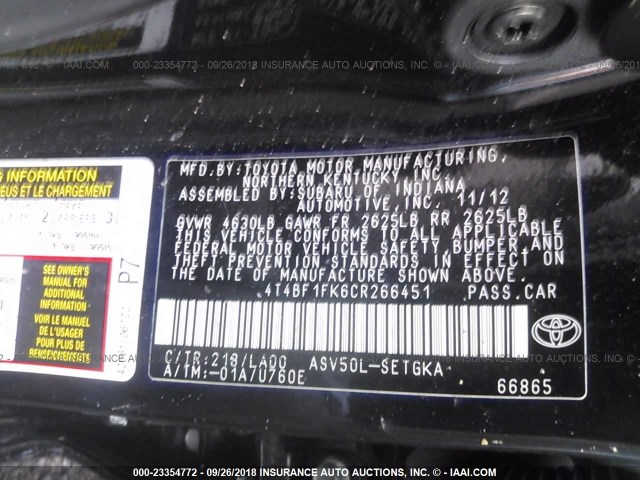 000-23354772 - 09/26/2018 INSURANCE AUTO AUCTIONS, INC. © - IAAI.COM
MFD.BY:TOYOTA MOTOR MANUFACTURING,
NORTHERN KENTUCKY INC.
ASSEMBLED BY:SUBARU OF INDIANA
AUTOMOTIVE, INC. 11/12
GVWR 4630LB GAWR FR 2625LB RR 2625LB
THIS VEHICLE CONFORMS TO ALL APPLICABLE
FEDERAL MOTOR VEHICLE SAFETY, BUMPER, AND
THEFT PREVENTION STANDARDS IN EFFECT ON
THE DATE OF MANUFACTURE SHOWN ABOVE.
4T4BF1FK6CR266451 PASS.CAR
C/TR:218/LA00 ASV50L-SETGKA
A/TM:-01A/U760E
66865
TOYOTA
INFORMATION
ET LE CHARGEMENT
SEE OWNER'S
MANUAL FOR
ADDITIONAL
INFORMATION
VOIR LE MANUEL
DE L'USAGER
POUR PLUS DE
RENSEIGNEMENTS
P7
000-23354772 - 09/26/2018 INSURANCE AUTO AUCTIONS, INC. © - IAAI.COM